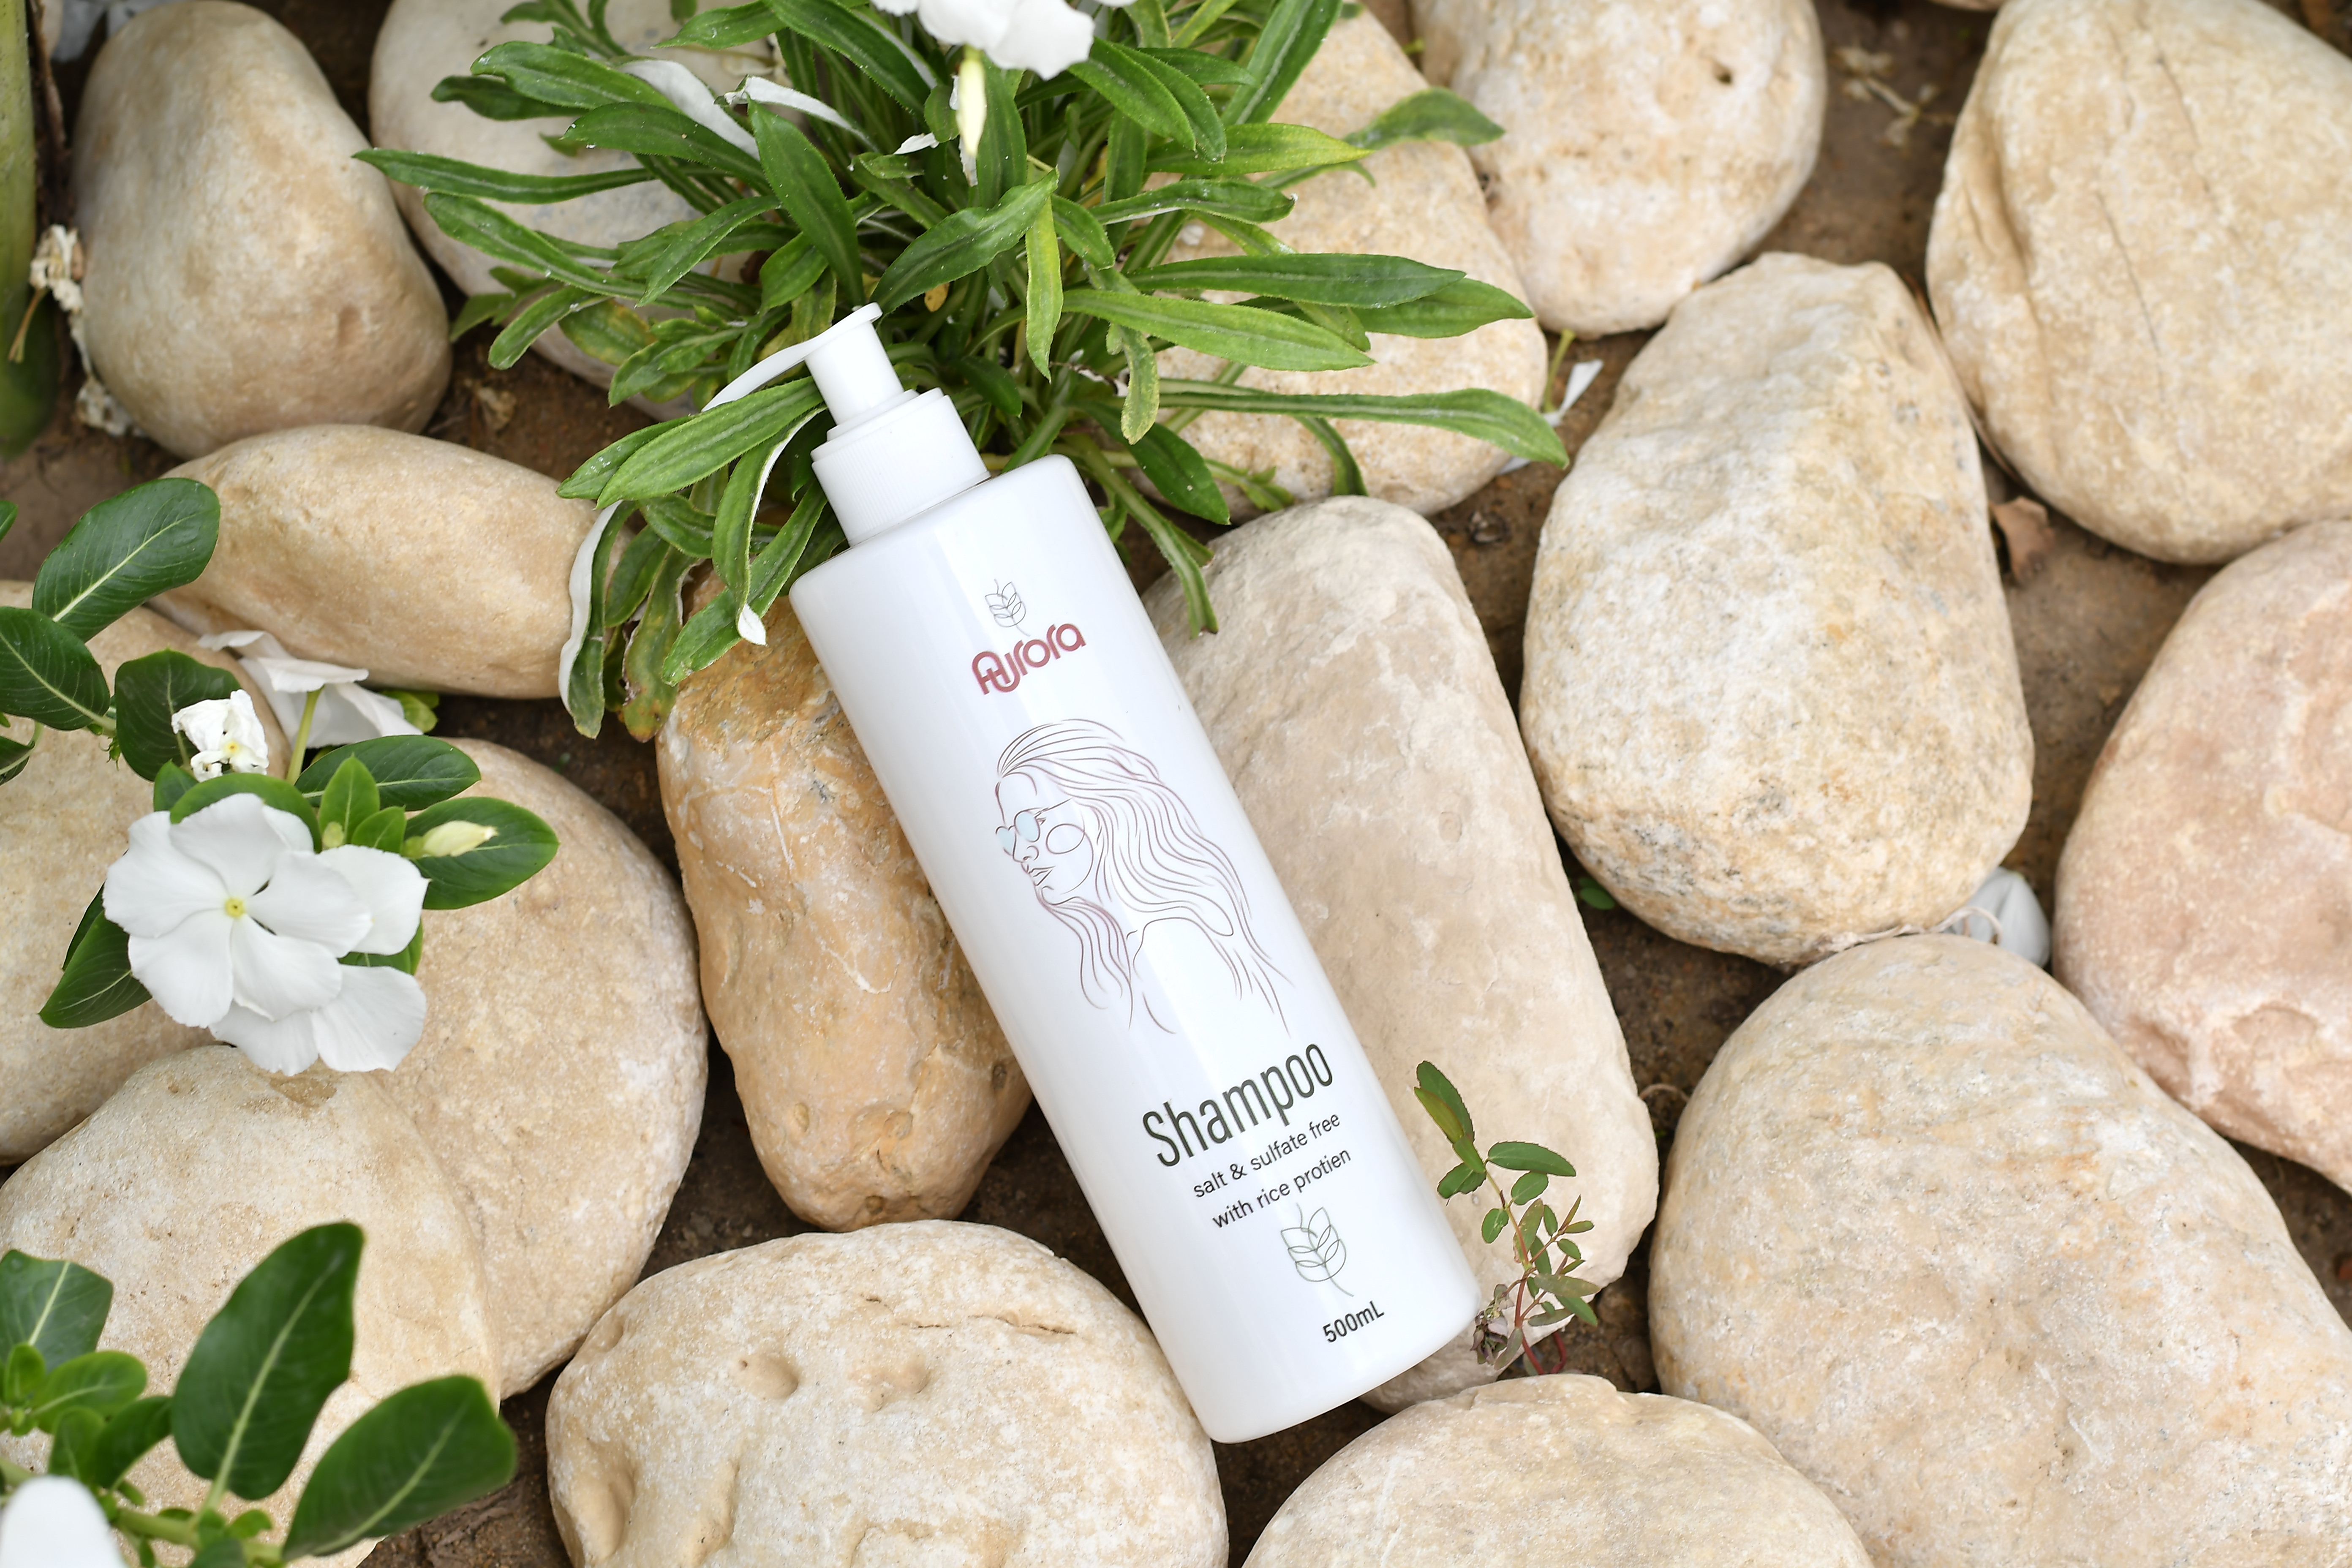 Aurora
Shampoo
salt & sulfate free
with rice protien
500mL